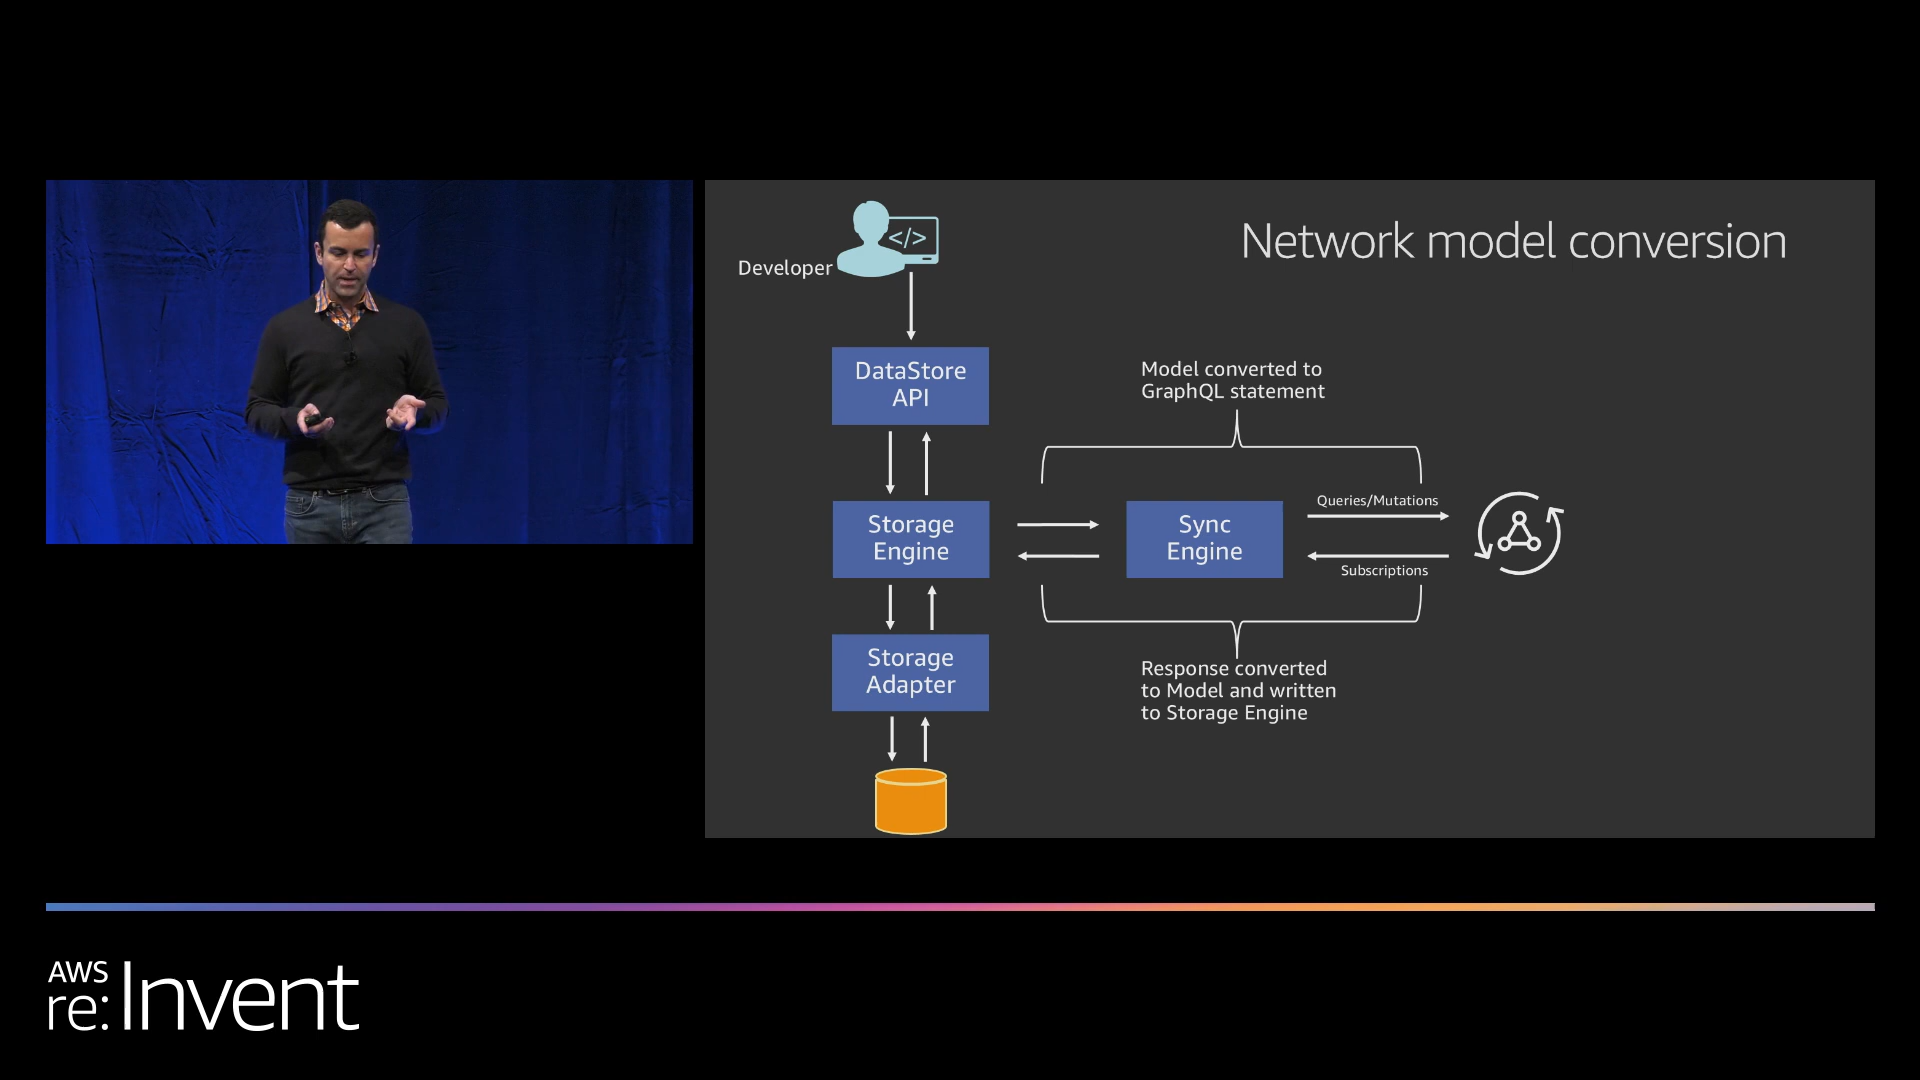 Network model conversion
</>
Developer
DataStore
API
Model converted to
GraphQL statement
Storage
Engine
Sync
Engine
Queries/Mutations
Subscriptions
Storage
Adapter
Response converted
to Model and written
to Storage Engine
AWS
re:Invent